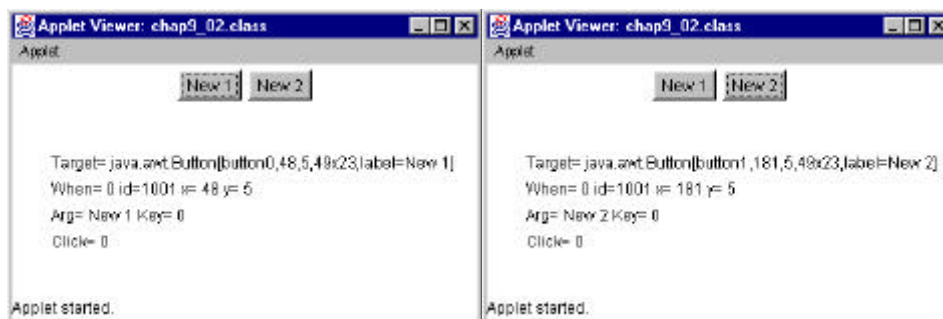 Applet Viewer: chap9_02.class
Applet
New 1 New 2
Target= java.awt.Button[button0,48,5,49x23,label=New 1]
When= 0 id=1001 x= 48 y= 5
Arg= New 1 Key= 0
Click= 0
Applet started.
Applet Viewer: chap9_02.class
Applet
New 1 New 2
Target= java.awt.Button[button1,181,5,49x23,label=New 2]
When= 0 id=1001 x= 181 y= 5
Arg= New 2 Key= 0
Click= 0
Applet started.